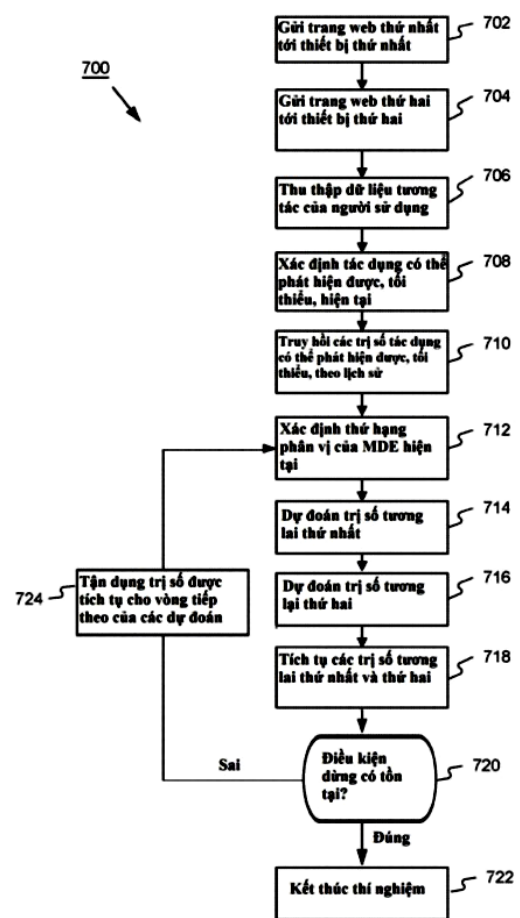 700
Gửi trang web thứ nhất
tới thiết bị thứ nhất
702
Gửi trang web thứ hai
tới thiết bị thứ hai
704
Thu thập dữ liệu tương
tác của người sử dụng
706
Xác định tác dụng có thể
phát hiện được, tối
thiểu, hiện tại
708
Truy hồi các trị số tác dụng
có thể phát hiện được, tối
thiểu, theo lịch sử
710
Xác định thứ hạng
phân vị của MDE hiện
tại
712
Dự đoán trị số tương
lai thứ nhất
714
Dự đoán trị số tương
lại thứ hai
716
Tích tụ các trị số tương
lai thứ nhất và thứ hai
718
Điều kiện
dừng có tồn
tại?
720
Sai
724
Tận dụng trị số được
tích tụ cho vòng tiếp
theo của các dự đoán
Đúng
Kết thúc thí nghiệm
722